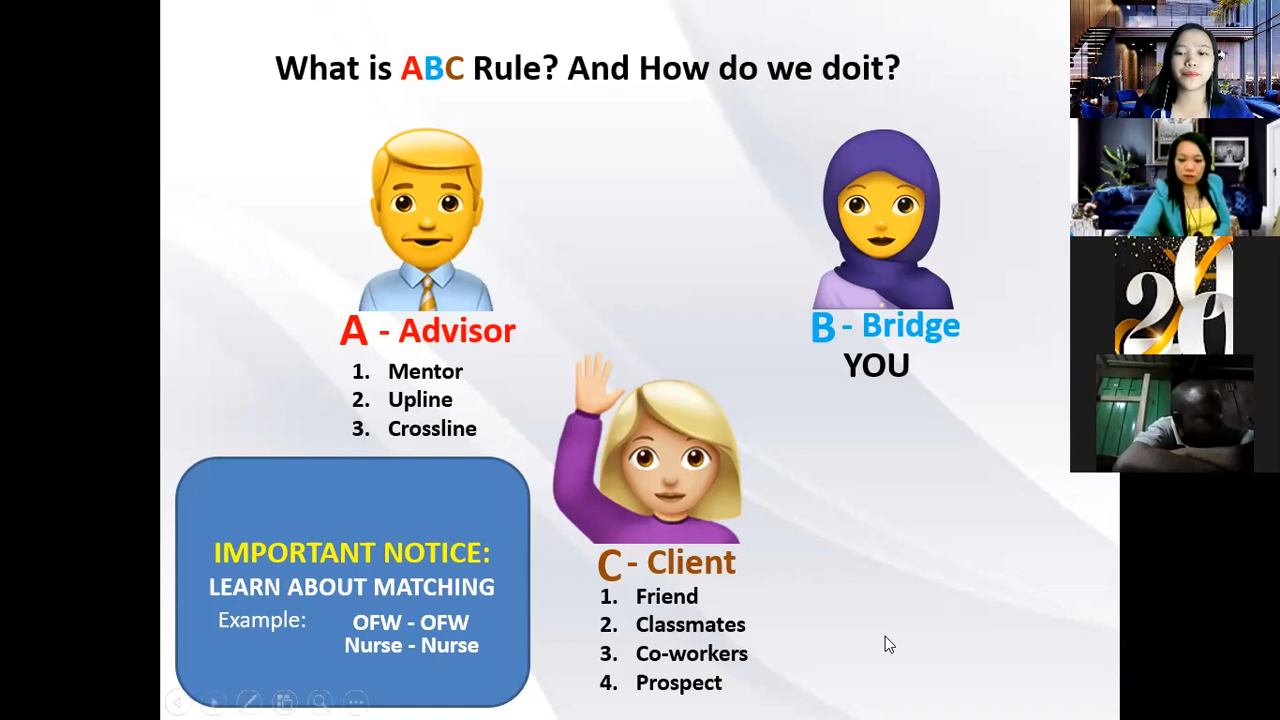 What is ABC Rule? And How do we doit?
A - Advisor
1. Mentor
2. Upline
3. Crossline
B - Bridge
YOU
C - Client
1. Friend
2. Classmates
3. Co-workers
4. Prospect
IMPORTANT NOTICE:
LEARN ABOUT MATCHING
Example: OFW - OFW
Nurse - Nurse